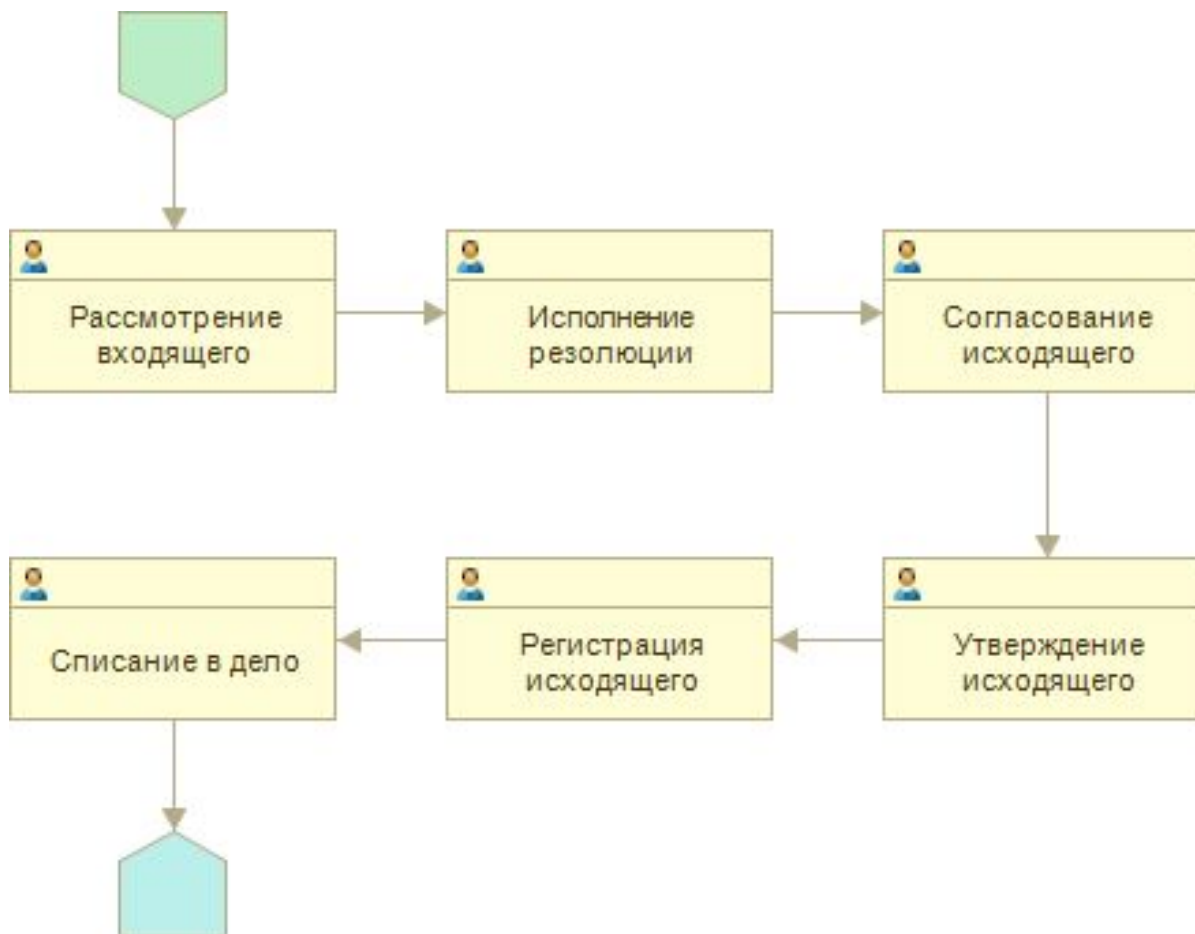 Рассмотрение
входящего
Исполнение
резолюции
Согласование
исходящего
Утверждение
исходящего
Регистрация
исходящего
Списание в дело